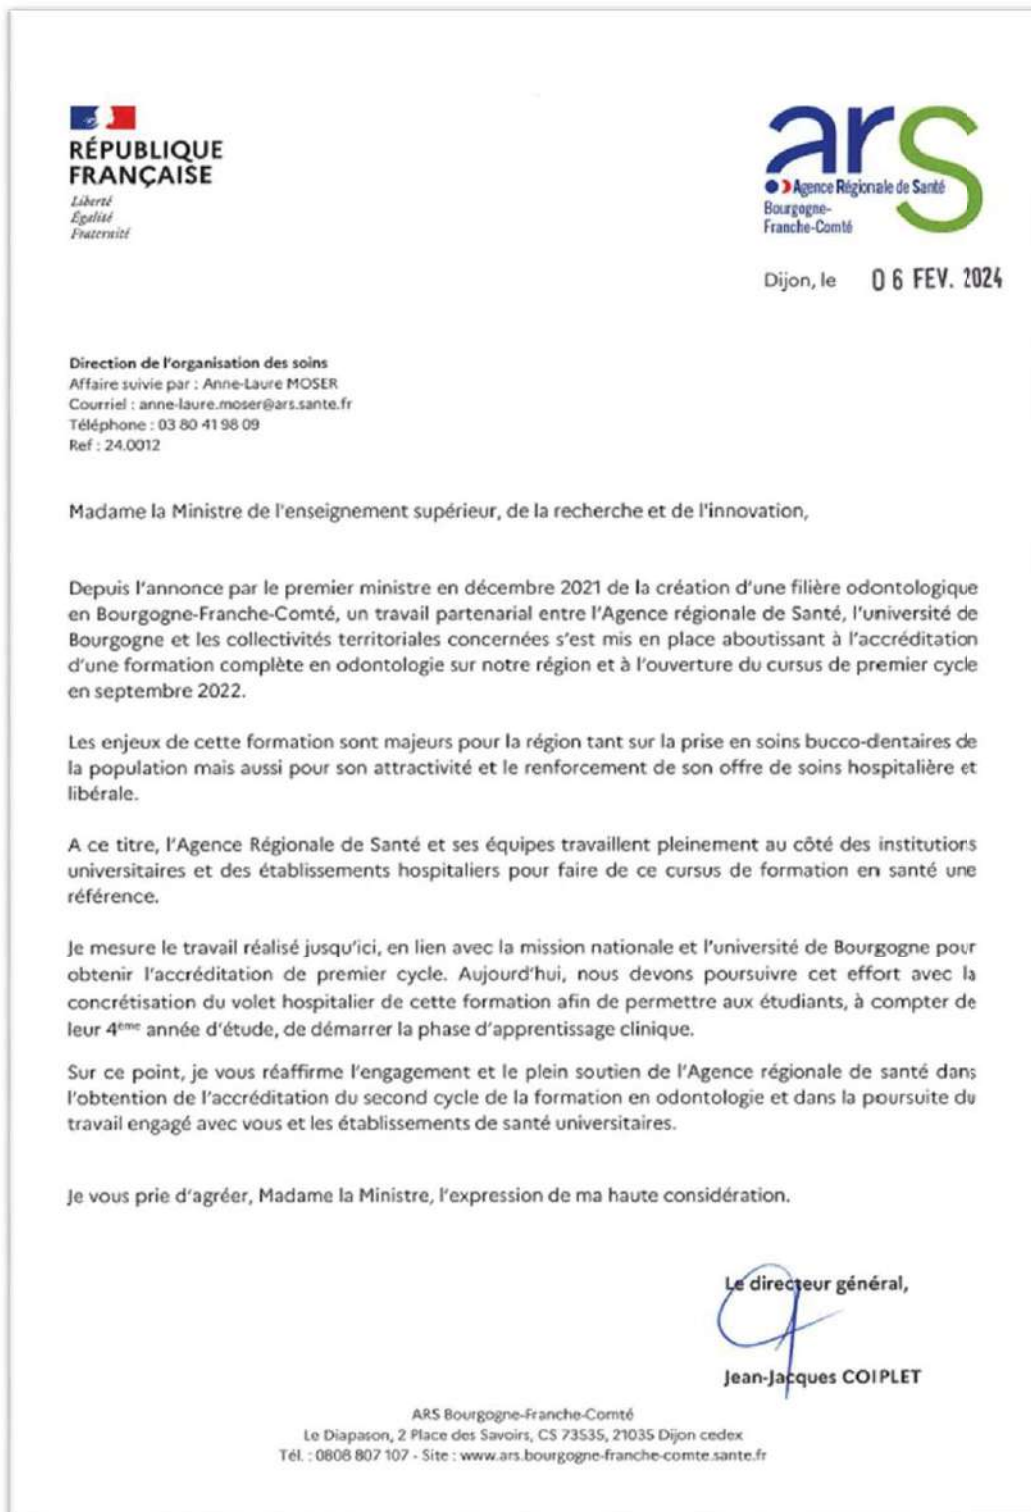 RÉPUBLIQUE
FRANÇAISE
Liberté
Égalité
Fraternité
ars
Agence Régionale de Santé
Bourgogne-
Franche-Comté
Dijon, le 06 FEV. 2024
Direction de l'organisation des soins
Affaire suivie par : Anne-Laure MOSER
Courriel : anne-laure.moser@ars.sante.fr
Téléphone : 03 80 41 98 09
Ref : 24.0012
Madame la Ministre de l'enseignement supérieur, de la recherche et de l'innovation,
Depuis l'annonce par le premier ministre en décembre 2021 de la création d'une filière odontologique
en Bourgogne-Franche-Comté, un travail partenarial entre l'Agence régionale de Santé, l'université de
Bourgogne et les collectivités territoriales concernées s'est mis en place aboutissant à l'accréditation
d'une formation complète en odontologie sur notre région et à l'ouverture du cursus de premier cycle
en septembre 2022.
Les enjeux de cette formation sont majeurs pour la région tant sur la prise en soins bucco-dentaires de
la population mais aussi pour son attractivité et le renforcement de son offre de soins hospitalière et
libérale.
A ce titre, l'Agence Régionale de Santé et ses équipes travaillent pleinement au côté des institutions
universitaires et des établissements hospitaliers pour faire de ce cursus de formation en santé une
référence.
Je mesure le travail réalisé jusqu'ici, en lien avec la mission nationale et l'université de Bourgogne pour
obtenir l'accréditation de premier cycle. Aujourd'hui, nous devons poursuivre cet effort avec la
concrétisation du volet hospitalier de cette formation afin de permettre aux étudiants, à compter de
leur 4ème année d'étude, de démarrer la phase d'apprentissage clinique.
Sur ce point, je vous réaffirme l'engagement et le plein soutien de l'Agence régionale de santé dans
l'obtention de l'accréditation du second cycle de la formation en odontologie et dans la poursuite du
travail engagé avec vous et les établissements de santé universitaires.
Je vous prie d'agréer, Madame la Ministre, l'expression de ma haute considération.
Le directeur général,
Jean-Jacques COIPLET
ARS Bourgogne-Franche-Comté
Le Diapason, 2 Place des Savoirs, CS 73535, 21035 Dijon cedex
Tél. : 0808 807 107 - Site : www.ars.bourgogne-franche-comte.sante.fr